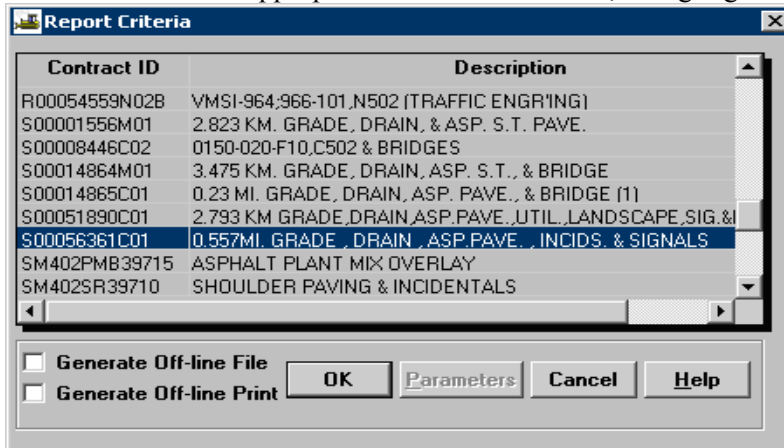 Report Criteria
Contract ID Description
R00054559N02B VMSI-964;966-101,N502 (TRAFFIC ENGR'ING)
S00001556M01 2.823 KM. GRADE, DRAIN, & ASP. S.T. PAVE.
S00008446C02 0150-020-F10,C502 & BRIDGES
S00014864M01 3.475 KM. GRADE, DRAIN, ASP. S.T., & BRIDGE
S00014865C01 0.23 MI. GRADE, DRAIN, ASP. PAVE., & BRIDGE (1)
S00051890C01 2.793 KM GRADE,DRAIN,ASP.PAVE.,UTIL.,LANDSCAPE,SIG.&
S00056361C01 0.557MI. GRADE , DRAIN , ASP.PAVE. , INCIDS. & SIGNALS
SM402PMB39715 ASPHALT PLANT MIX OVERLAY
SM402SR39710 SHOULDER PAVING & INCIDENTALS
Generate Off-line File
OK Parameters Cancel Help
Generate Off-line Print